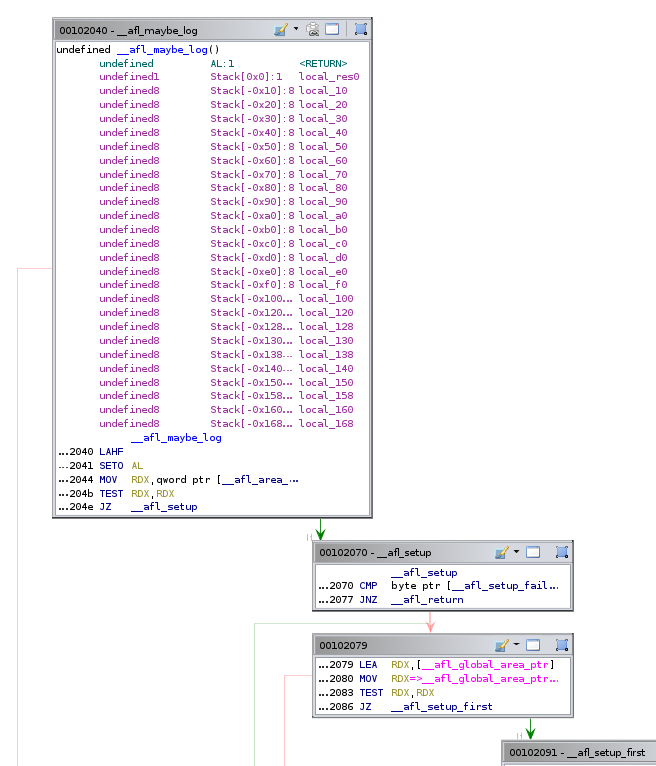 00102040 - __afl_maybe_log
undefined __afl_maybe_log()
undefined AL:1 <RETURN>
undefined1 Stack[0x0]:1 local_res0
undefined8 Stack[-0x10]:8 local_10
undefined8 Stack[-0x20]:8 local_20
undefined8 Stack[-0x30]:8 local_30
undefined8 Stack[-0x40]:8 local_40
undefined8 Stack[-0x50]:8 local_50
undefined8 Stack[-0x60]:8 local_60
undefined8 Stack[-0x70]:8 local_70
undefined8 Stack[-0x80]:8 local_80
undefined8 Stack[-0x90]:8 local_90
undefined8 Stack[-0xa0]:8 local_a0
undefined8 Stack[-0xb0]:8 local_b0
undefined8 Stack[-0xc0]:8 local_c0
undefined8 Stack[-0xd0]:8 local_d0
undefined8 Stack[-0xe0]:8 local_e0
undefined8 Stack[-0xf0]:8 local_f0
undefined8 Stack[-0x100... local_100
undefined8 Stack[-0x120... local_120
undefined8 Stack[-0x128... local_128
undefined8 Stack[-0x130... local_130
undefined8 Stack[-0x138... local_138
undefined8 Stack[-0x140... local_140
undefined8 Stack[-0x150... local_150
undefined8 Stack[-0x158... local_158
undefined8 Stack[-0x160... local_160
undefined8 Stack[-0x168... local_168
__afl_maybe_log
...2040 LAHF
...2041 SETO AL
...2044 MOV RDX,qword ptr [__afl_area_...
...204b TEST RDX,RDX
...204e JZ __afl_setup
00102070 - __afl_setup
__afl_setup
...2070 CMP byte ptr [__afl_setup_fail...
...2077 JNZ __afl_return
00102079
...2079 LEA RDX,[__afl_global_area_ptr]
...2080 MOV RDX=>__afl_global_area_ptr...
...2083 TEST RDX,RDX
...2086 JZ __afl_setup_first
00102091 - __afl_setup_first